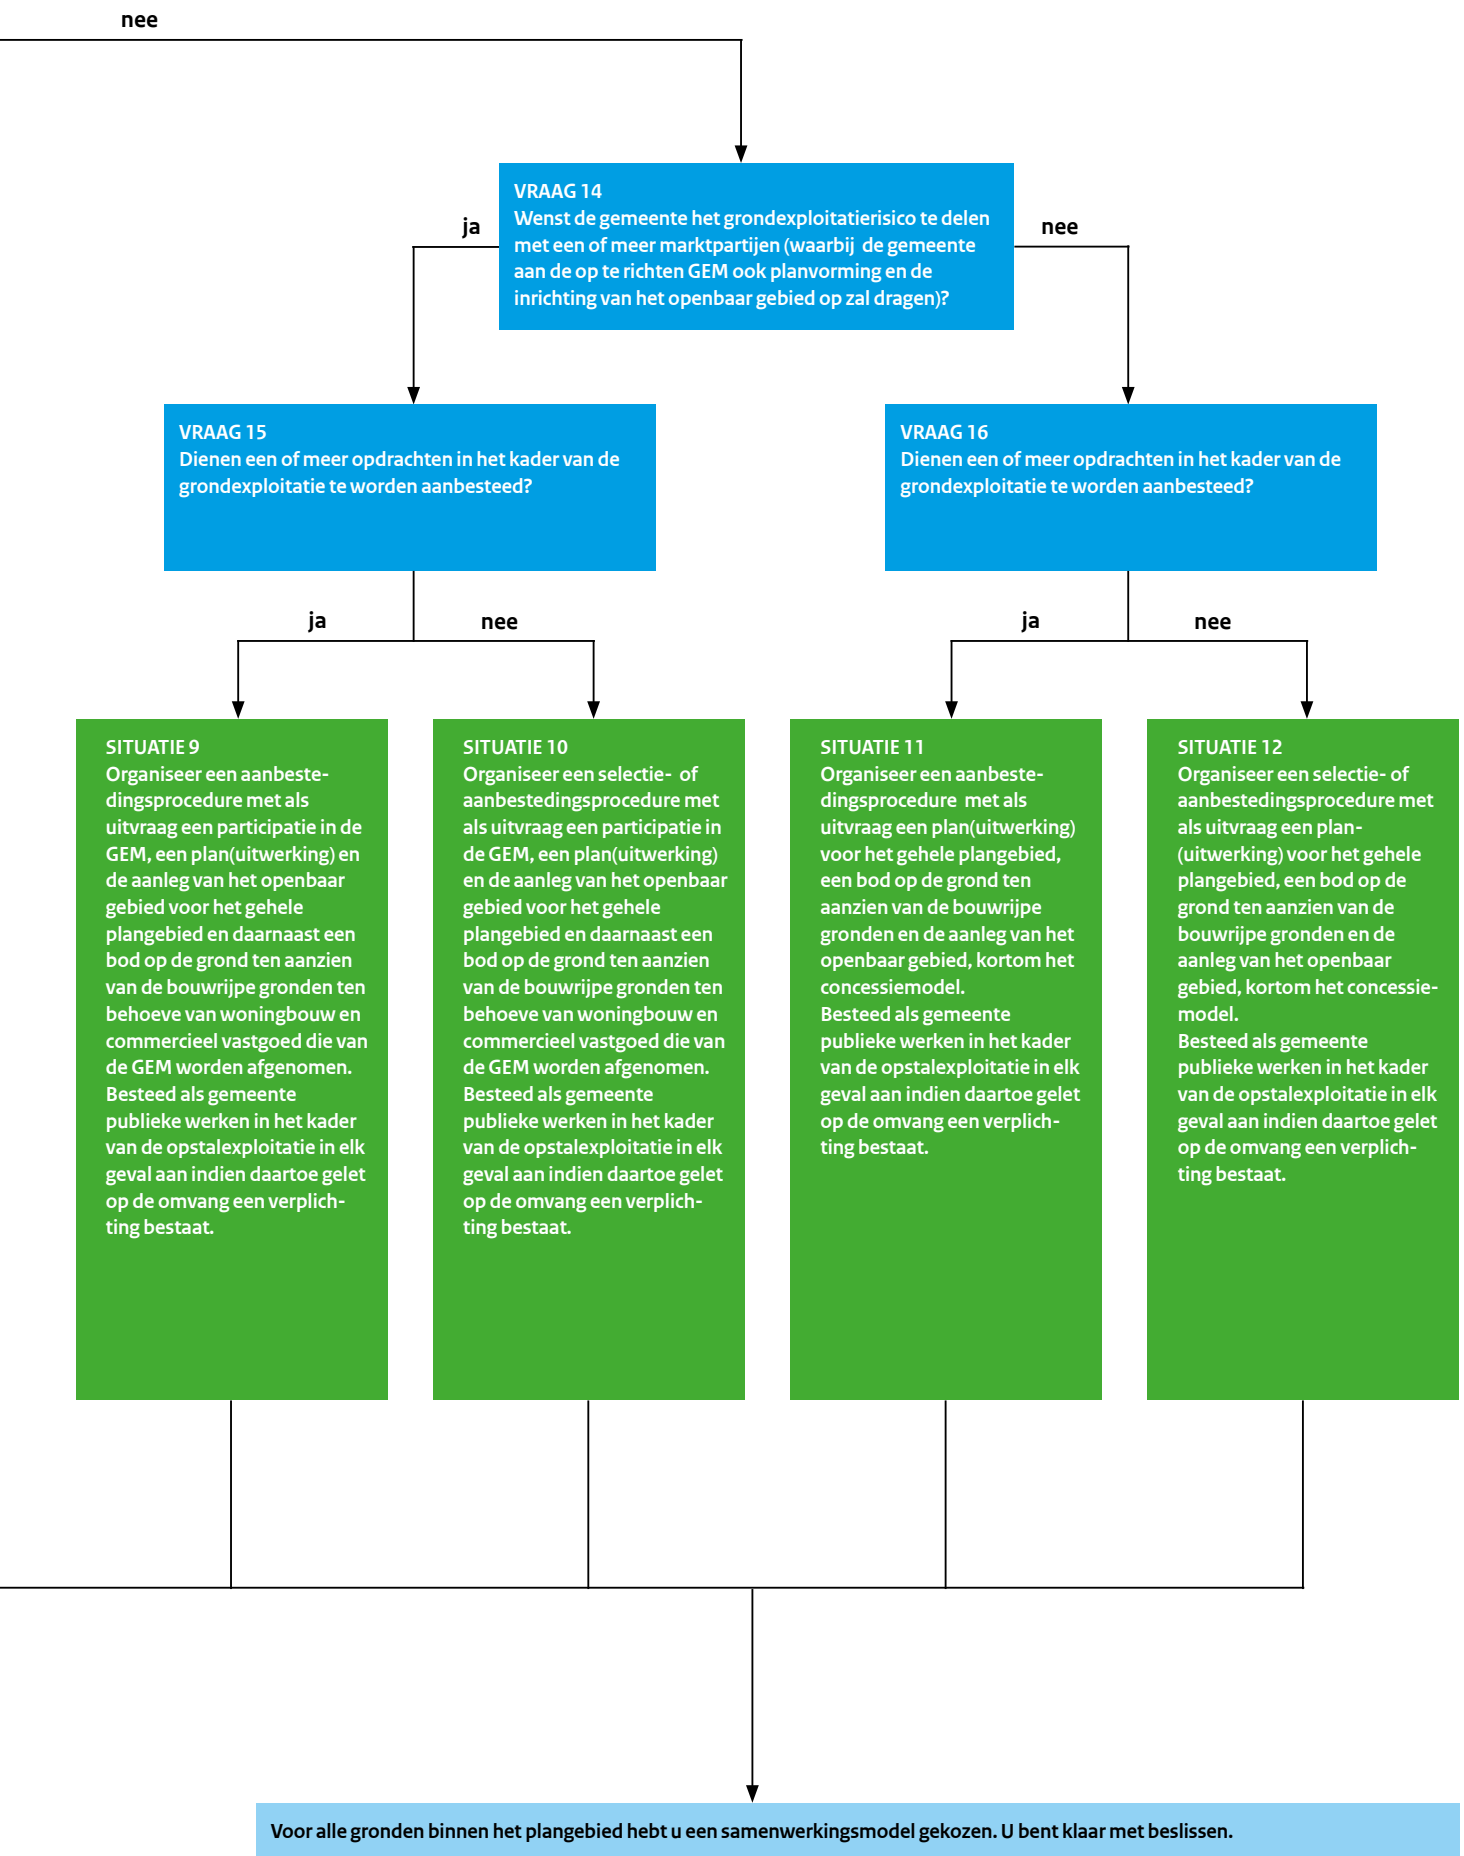 nee
VRAAG 14
Wenst de gemeente het grondexploitatierisico te delen
met een of meer marktpartijen (waarbij de gemeente
aan de op te richten GEM ook planvorming en de
inrichting van het openbaar gebied op zal dragen)?
ja
nee
VRAAG 15
Dienen een of meer opdrachten in het kader van de
grondexploitatie te worden aanbesteed?
VRAAG 16
Dienen een of meer opdrachten in het kader van de
grondexploitatie te worden aanbesteed?
ja
nee
ja
nee
SITUATIE 9
Organiseer een aanbeste-
dingsprocedure met als
uitvraag een participatie in de
GEM, een plan(uitwerking) en
de aanleg van het openbaar
gebied voor het gehele
plangebied en daarnaast een
bod op de grond ten aanzien
van de bouwrijpe gronden ten
behoeve van woningbouw en
commercieel vastgoed die van
de GEM worden afgenomen.
Besteed als gemeente
publieke werken in het kader
van de opstalexploitatie in elk
geval aan indien daartoe gelet
op de omvang een verplich-
ting bestaat.
SITUATIE 10
Organiseer een selectie- of
aanbestedingsprocedure met
als uitvraag een participatie in
de GEM, een plan(uitwerking)
en de aanleg van het openbaar
gebied voor het gehele
plangebied en daarnaast een
bod op de grond ten aanzien
van de bouwrijpe gronden ten
behoeve van woningbouw en
commercieel vastgoed die van
de GEM worden afgenomen.
Besteed als gemeente
publieke werken in het kader
van de opstalexploitatie in elk
geval aan indien daartoe gelet
op de omvang een verplich-
ting bestaat.
SITUATIE 11
Organiseer een aanbeste-
dingsprocedure met als
uitvraag een plan(uitwerking)
voor het gehele plangebied,
een bod op de grond ten
aanzien van de bouwrijpe
gronden en de aanleg van het
openbaar gebied, kortom het
concessiemodel.
Besteed als gemeente
publieke werken in het kader
van de opstalexploitatie in elk
geval aan indien daartoe gelet
op de omvang een verplich-
ting bestaat.
SITUATIE 12
Organiseer een selectie- of
aanbestedingsprocedure met
als uitvraag een plan-
(uitwerking) voor het gehele
plangebied, een bod op de
grond ten aanzien van de
bouwrijpe gronden en de
aanleg van het openbaar
gebied, kortom het concessie-
model.
Besteed als gemeente
publieke werken in het kader
van de opstalexploitatie in elk
geval aan indien daartoe gelet
op de omvang een verplich-
ting bestaat.
Voor alle gronden binnen het plangebied hebt u een samenwerkingsmodel gekozen. U bent klaar met beslissen.